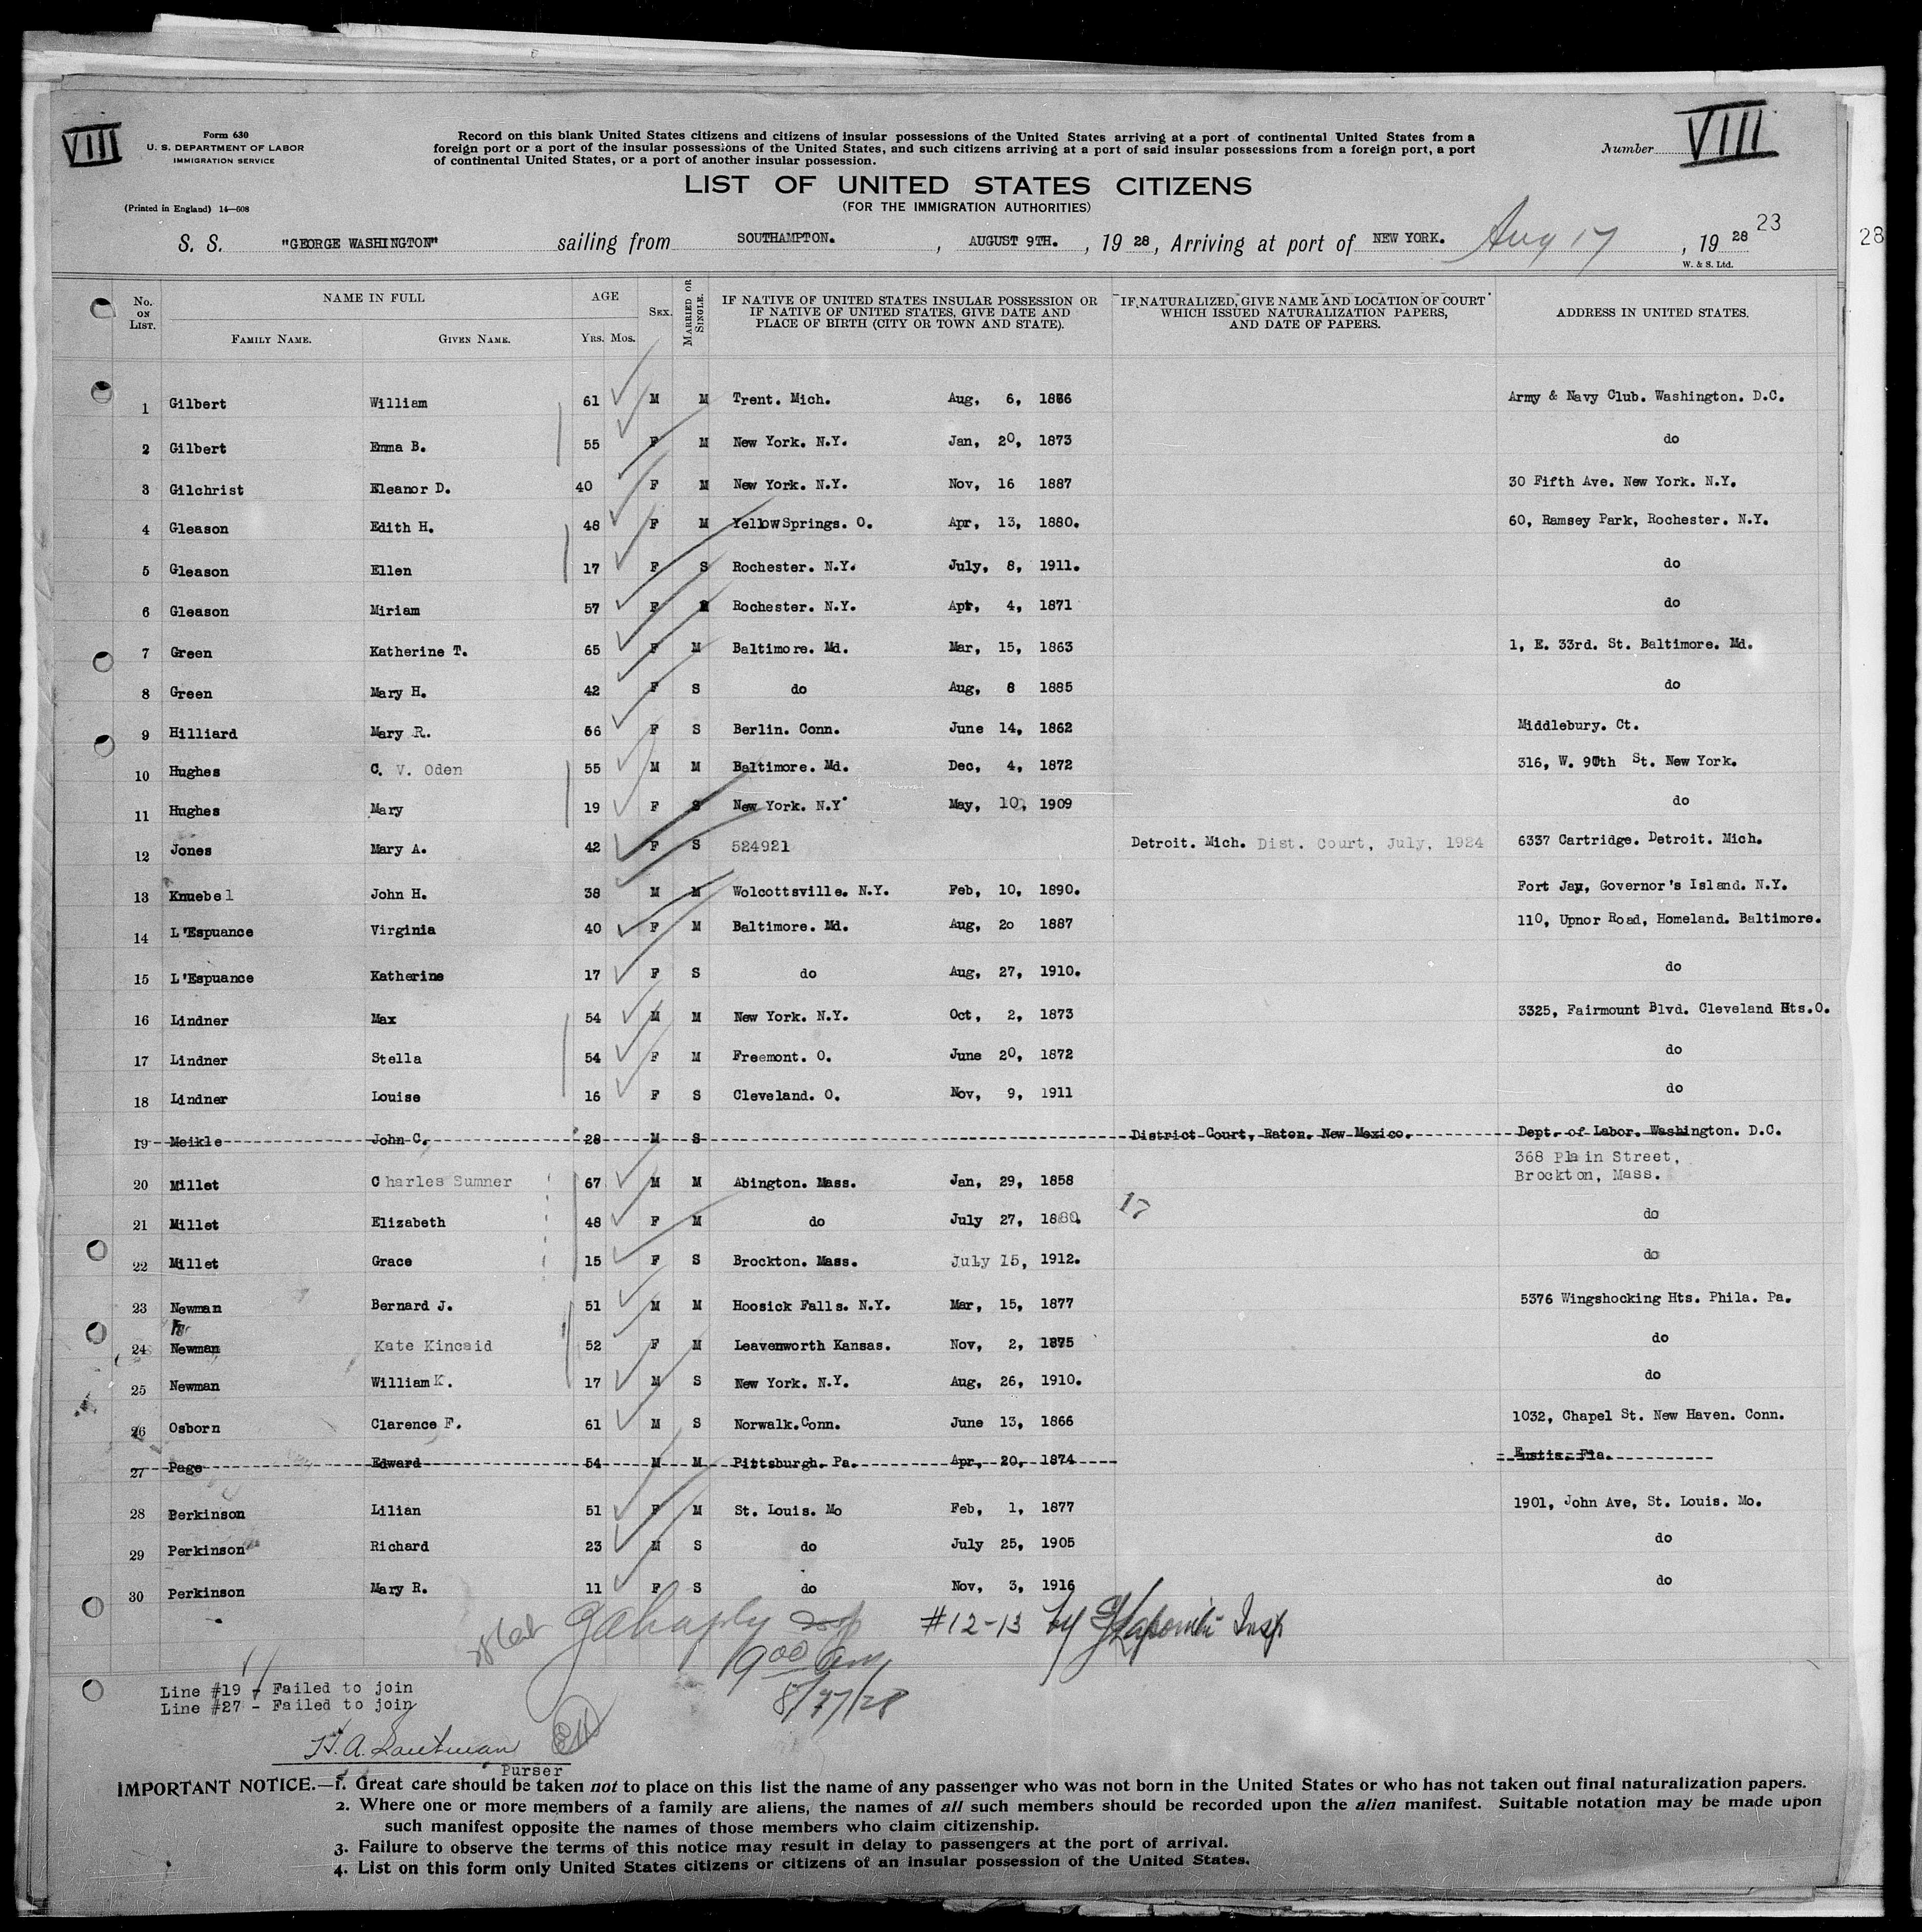 VIII
Form 630
U. S. DEPARTMENT OF LABOR
IMMIGRATION SERVICE
(Printed in England) 14—608
Record on this blank United States citizens and citizens of insular possessions of the United States arriving at a port of continental United States from a
foreign port or a port of the insular possessions of the United States, and such citizens arriving at a port of said insular possessions from a foreign port, a port
of continental United States, or a port of another insular possession.
Number VIII
LIST OF UNITED STATES CITIZENS
(FOR THE IMMIGRATION AUTHORITIES)
S. S. "GEORGE WASHINGTON" sailing from SOUTHAMPTON. , AUGUST 9TH. , 19 28, Arriving at port of NEW YORK. Aug 17 , 19 28 23
28
W. & S. Ltd.
No. ON LIST. NAME IN FULL FAMILY NAME. GIVEN NAME. AGE YRS. MOS. SEX. MARRIED OR SINGLE. IF NATIVE OF UNITED STATES INSULAR POSSESSION OR IF NATIVE OF UNITED STATES, GIVE DATE AND PLACE OF BIRTH (CITY OR TOWN AND STATE). IF NATURALIZED, GIVE NAME AND LOCATION OF COURT WHICH ISSUED NATURALIZATION PAPERS, AND DATE OF PAPERS. ADDRESS IN UNITED STATES.
1 Gilbert William 61 M M Trent. Mich. Aug, 6, 1866 Army & Navy Club. Washington. D.C.
2 Gilbert Emma B. 55 F M New York. N.Y. Jan, 20, 1873 do
3 Gilchrist Eleanor D. 40 F M New York. N.Y. Nov, 16 1887 30 Fifth Ave. New York. N.Y.
4 Gleason Edith H. 48 F M YellowSprings. O. Apr, 13, 1880. 60, Ramsey Park, Rochester. N.Y.
5 Gleason Ellen 17 F S Rochester. N.Y. July, 8, 1911. do
6 Gleason Miriam 57 F Rochester. N.Y. Apr, 4, 1871 do
7 Green Katherine T. 65 F M Baltimore. Md. Mar, 15, 1863 1, E. 33rd. St. Baltimore. Md.
8 Green Mary H. 42 F S do Aug, 8 1885 do
9 Hilliard Mary R. 66 F S Berlin. Conn. June 14, 1862 Middlebury. Ct.
10 Hughes C. V. Oden 55 M M Baltimore. Md. Dec, 4, 1872 316, W. 90th St. New York.
11 Hughes Mary 19 F S New York. N.Y. May, 10, 1909 do
12 Jones Mary A. 42 F S 524921 Detroit. Mich. Dist. Court, July, 1924 6337 Cartridge. Detroit. Mich.
13 Knuebel John H. 38 M M Wolcottsville. N.Y. Feb, 10, 1890. Fort Jay, Governor's Island. N.Y.
14 L'Espuance Virginia 40 F M Baltimore. Md. Aug, 20 1887 110, Upnor Road, Homeland. Baltimore.
15 L'Espuance Katherine 17 F S do Aug, 27, 1910. do
16 Lindner Max 54 M M New York. N.Y. Oct, 2, 1873 3325, Fairmount Blvd. Cleveland Hts.O.
17 Lindner Stella 54 F M Freemont. O. June 20, 1872 do
18 Lindner Louise 16 F S Cleveland. O. Nov, 9, 1911 do
19 Meikle John C. 28 M S District Court, Raton. New Mexico. Dept. of Labor. Washington. D.C.
20 Millet Charles Sumner 67 M M Abington. Mass. Jan, 29, 1858 368 Plain Street, Brockton, Mass.
21 Millet Elizabeth 48 F M do July 27, 1880. 17 do
22 Millet Grace 15 F S Brockton. Mass. July 15, 1912. do
23 Newman Bernard J. 51 M M Hoosick Falls. N.Y. Mar, 15, 1877 5376 Wingshocking Hts. Phila. Pa.
24 Newman Kate Kincaid 52 F M Leavenworth Kansas. Nov, 2, 1875 do
25 Newman William K. 17 M S New York. N.Y. Aug, 26, 1910. do
26 Osborn Clarence F. 61 M S Norwalk.Conn. June 13, 1866 1032, Chapel St. New Haven. Conn.
27 Page Edward 54 M M Pittsburgh. Pa. Apr, 20, 1874 Eustis. Fla.
28 Perkinson Lilian 51 F M St. Louis. Mo Feb, 1, 1877 1901, John Ave, St. Louis. Mo.
29 Perkinson Richard 23 M S do July 25, 1905 do
30 Perkinson Mary R. 11 F S do Nov, 3, 1916 do
#12-13 by Insp
9 00 am
8/17/28
Line #19 - Failed to join
Line #27 - Failed to join
Purser
IMPORTANT NOTICE.—1. Great care should be taken not to place on this list the name of any passenger who was not born in the United States or who has not taken out final naturalization papers.
2. Where one or more members of a family are aliens, the names of all such members should be recorded upon the alien manifest. Suitable notation may be made upon
such manifest opposite the names of those members who claim citizenship.
3. Failure to observe the terms of this notice may result in delay to passengers at the port of arrival.
4. List on this form only United States citizens or citizens of an insular possession of the United States.